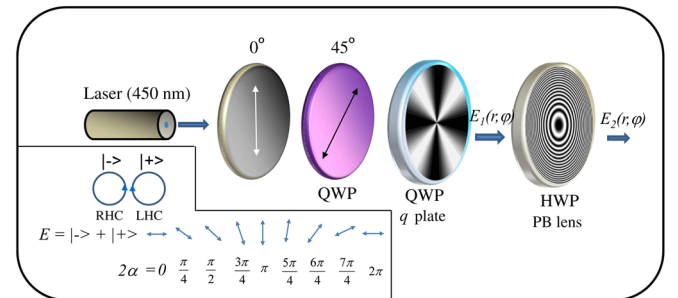 0° 45°
Laser (450 nm)
E₁(r,φ) E₂(r,φ)
QWP QWP HWP
q plate PB lens
|-> |+>
RHC LHC
E = |-> + |+>
2α = 0 π/4 π/2 3π/4 π 5π/4 6π/4 7π/4 2π